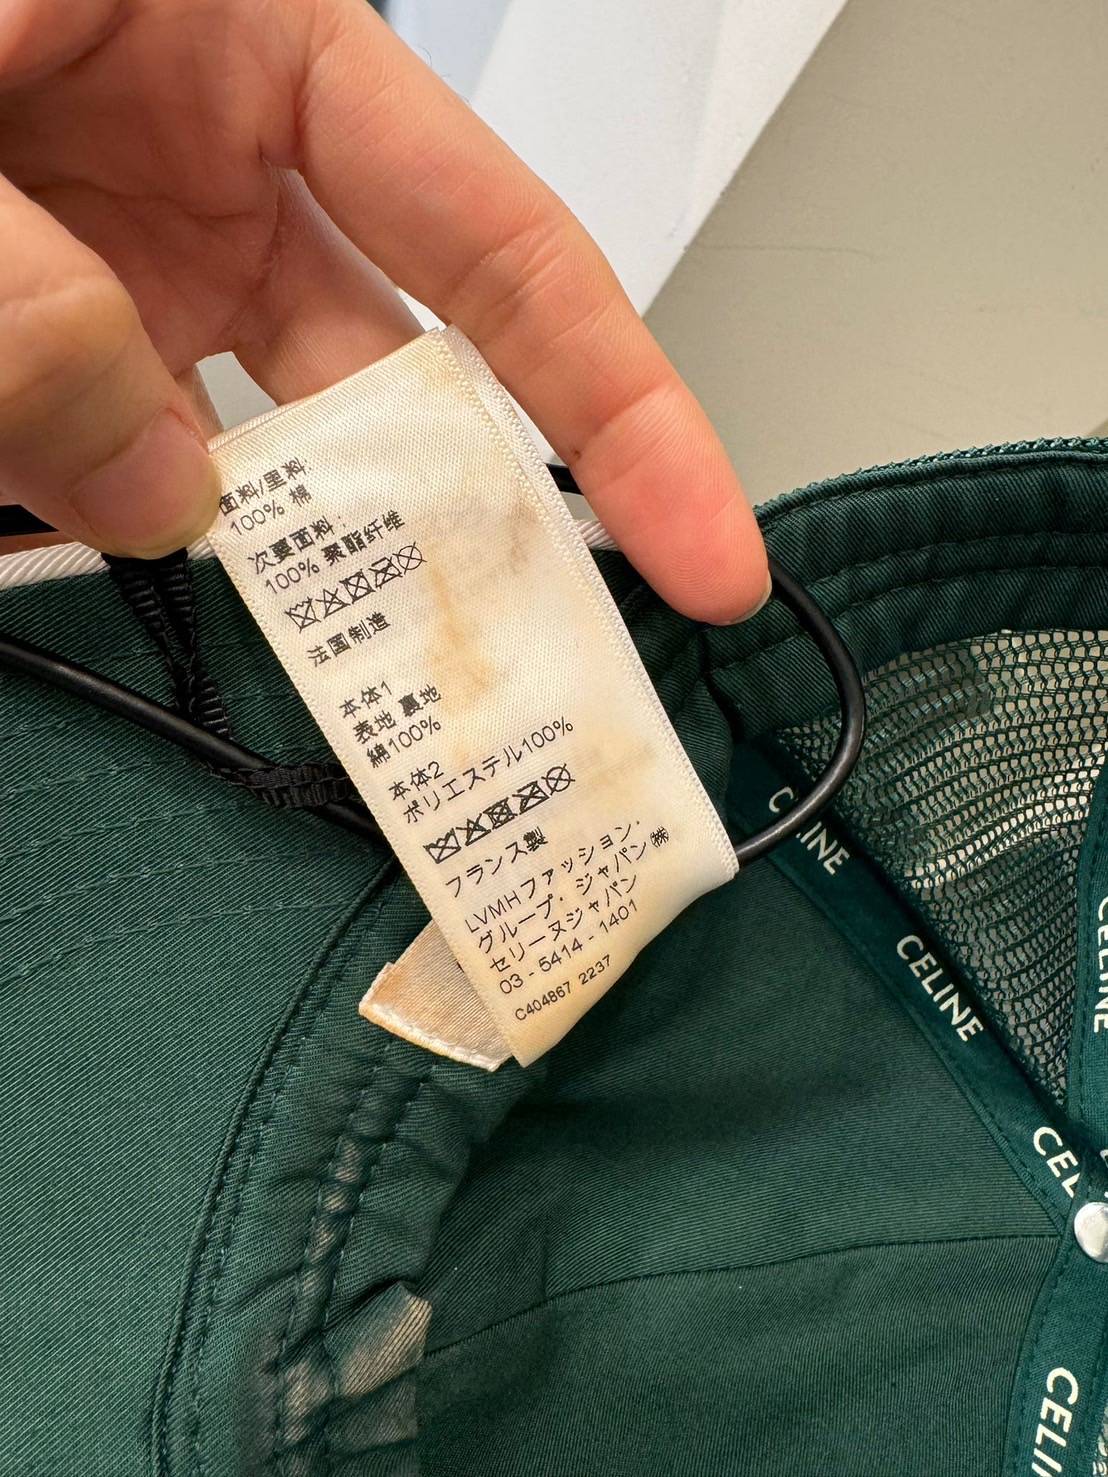 面料/里料:
100% 棉
次要面料:
100% 聚酯纤维
法国制造
本体1
表地 裏地
綿100%
本体2
ポリエステル100%
フランス製
LVMHファッション・
グループ・ジャパン㈱
セリーヌジャパン
03-5414-1401
C404867 2237
CELINE
CELINE
CELINE